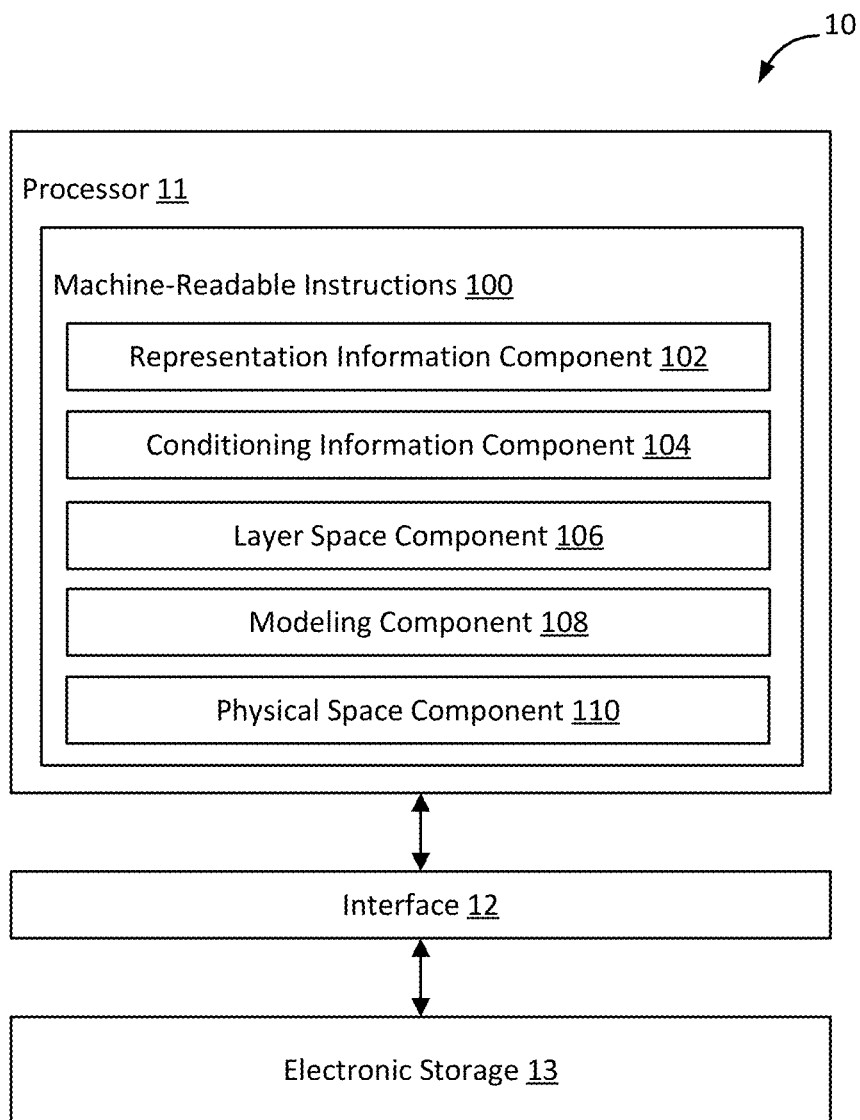 10
Processor 11
Machine-Readable Instructions 100
Representation Information Component 102
Conditioning Information Component 104
Layer Space Component 106
Modeling Component 108
Physical Space Component 110
Interface 12
Electronic Storage 13